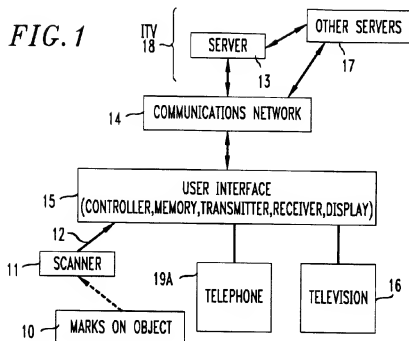 FIG. 1
ITV
18
SERVER
13
OTHER SERVERS
17
14
COMMUNICATIONS NETWORK
15
USER INTERFACE
(CONTROLLER,MEMORY,TRANSMITTER,RECEIVER,DISPLAY)
12
11
SCANNER
19A
TELEPHONE
TELEVISION
16
10
MARKS ON OBJECT